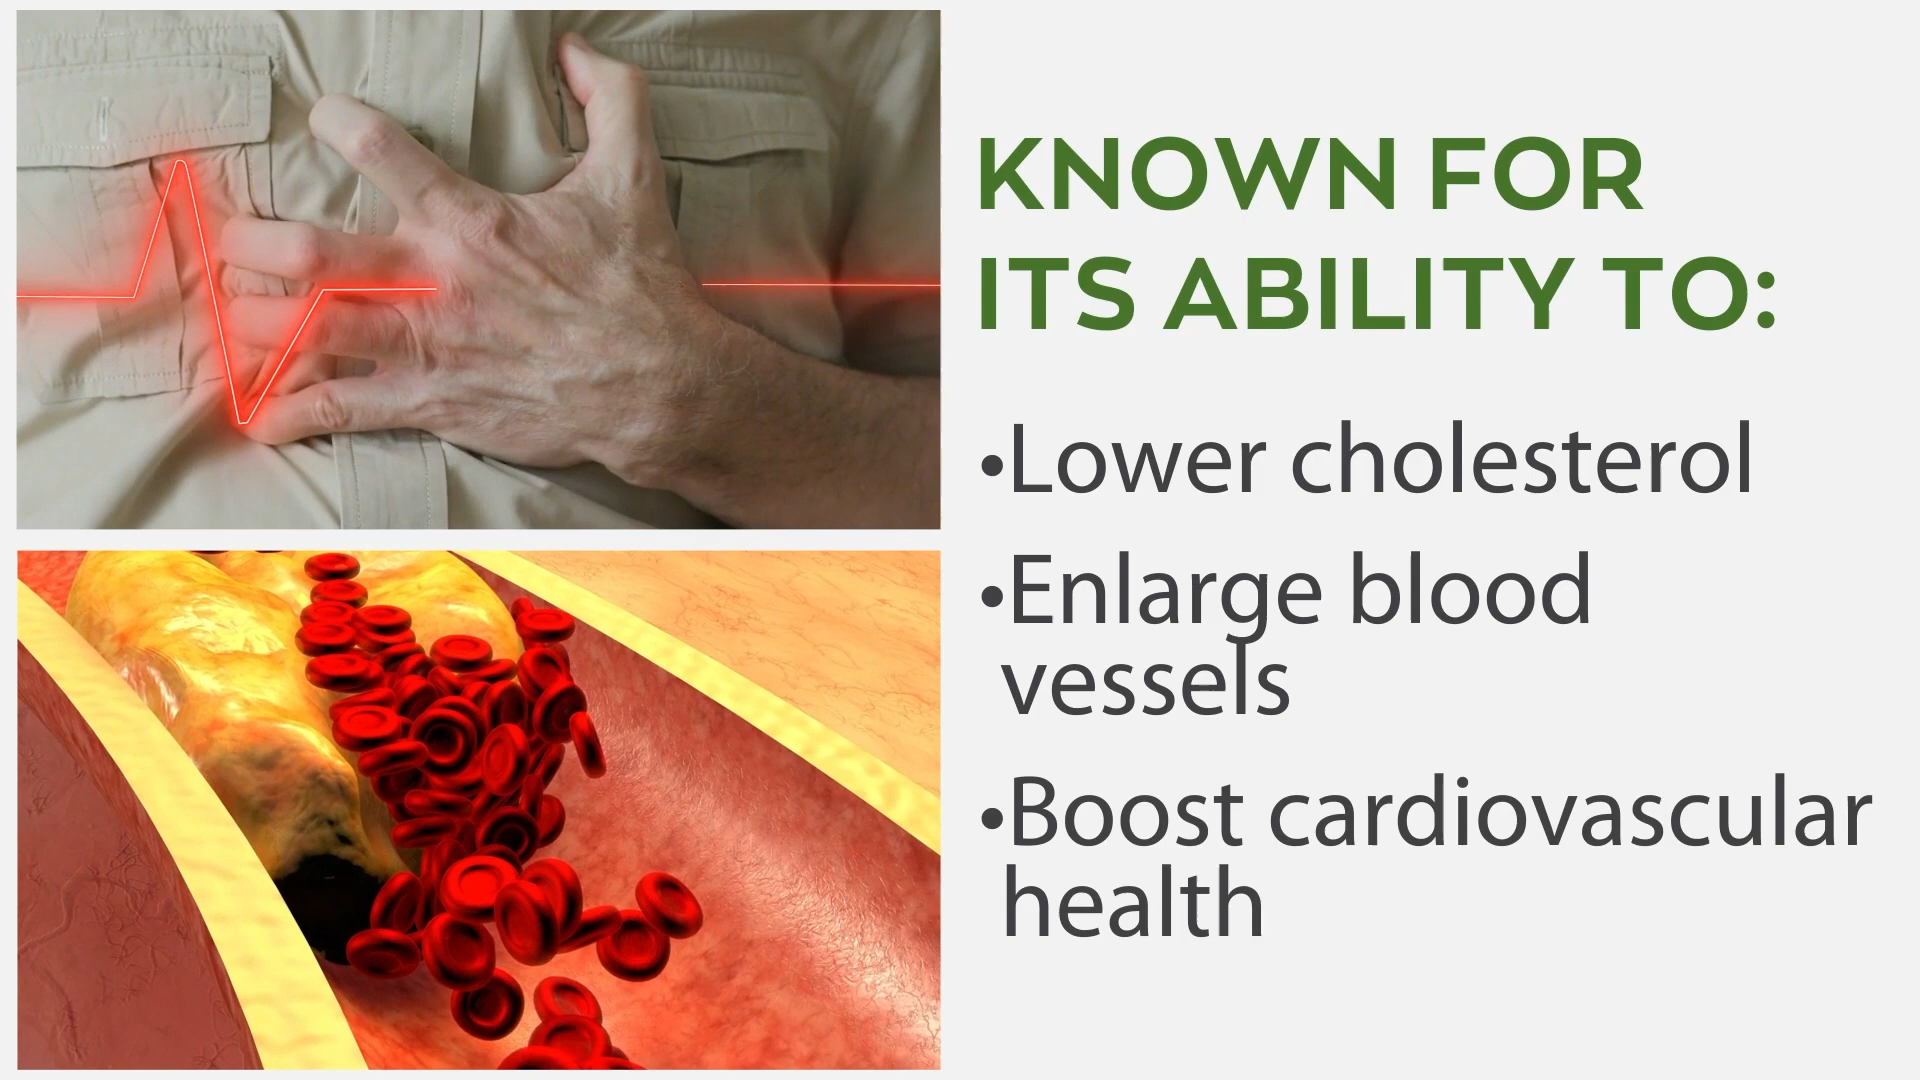 KNOWN FOR
ITS ABILITY TO:
•Lower cholesterol
•Enlarge blood
vessels
•Boost cardiovascular
health